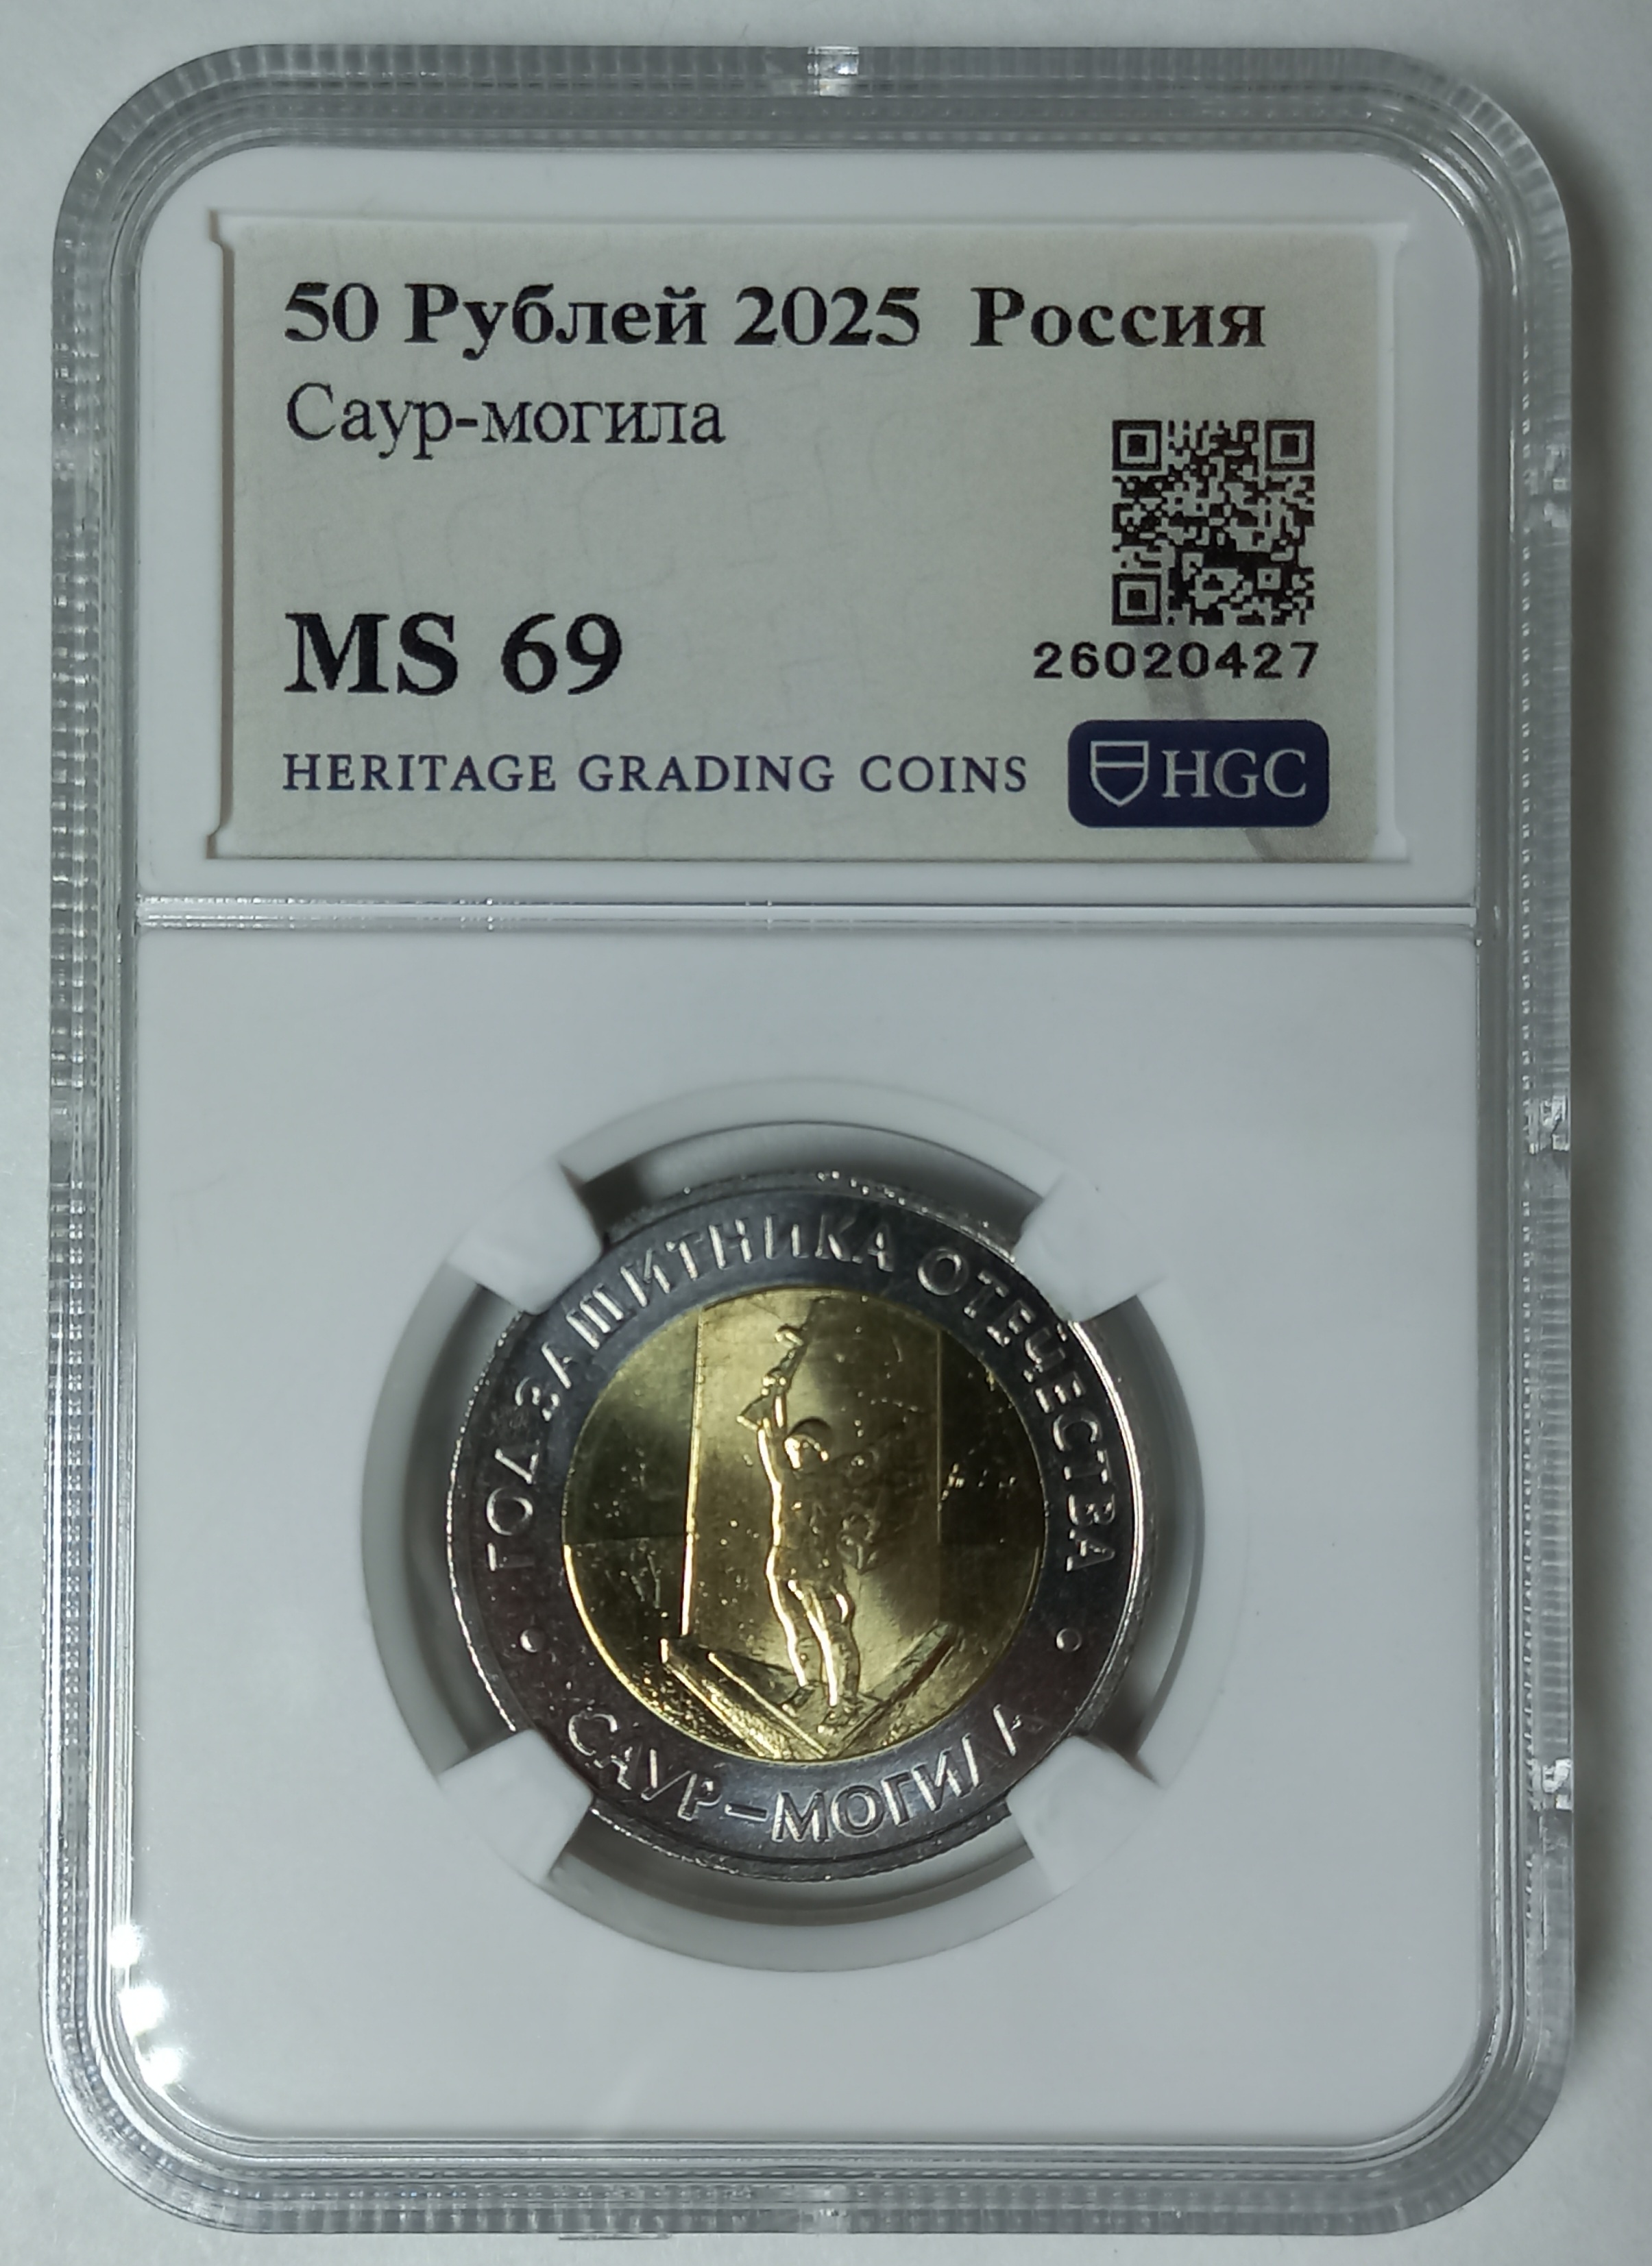 50 Рублей 2025 Россия
Саур-могила
MS 69
26020427
HERITAGE GRADING COINS
HGC
ГОД ЗАЩИТНИКА ОТЕЧЕСТВА
САУР-МОГИЛА